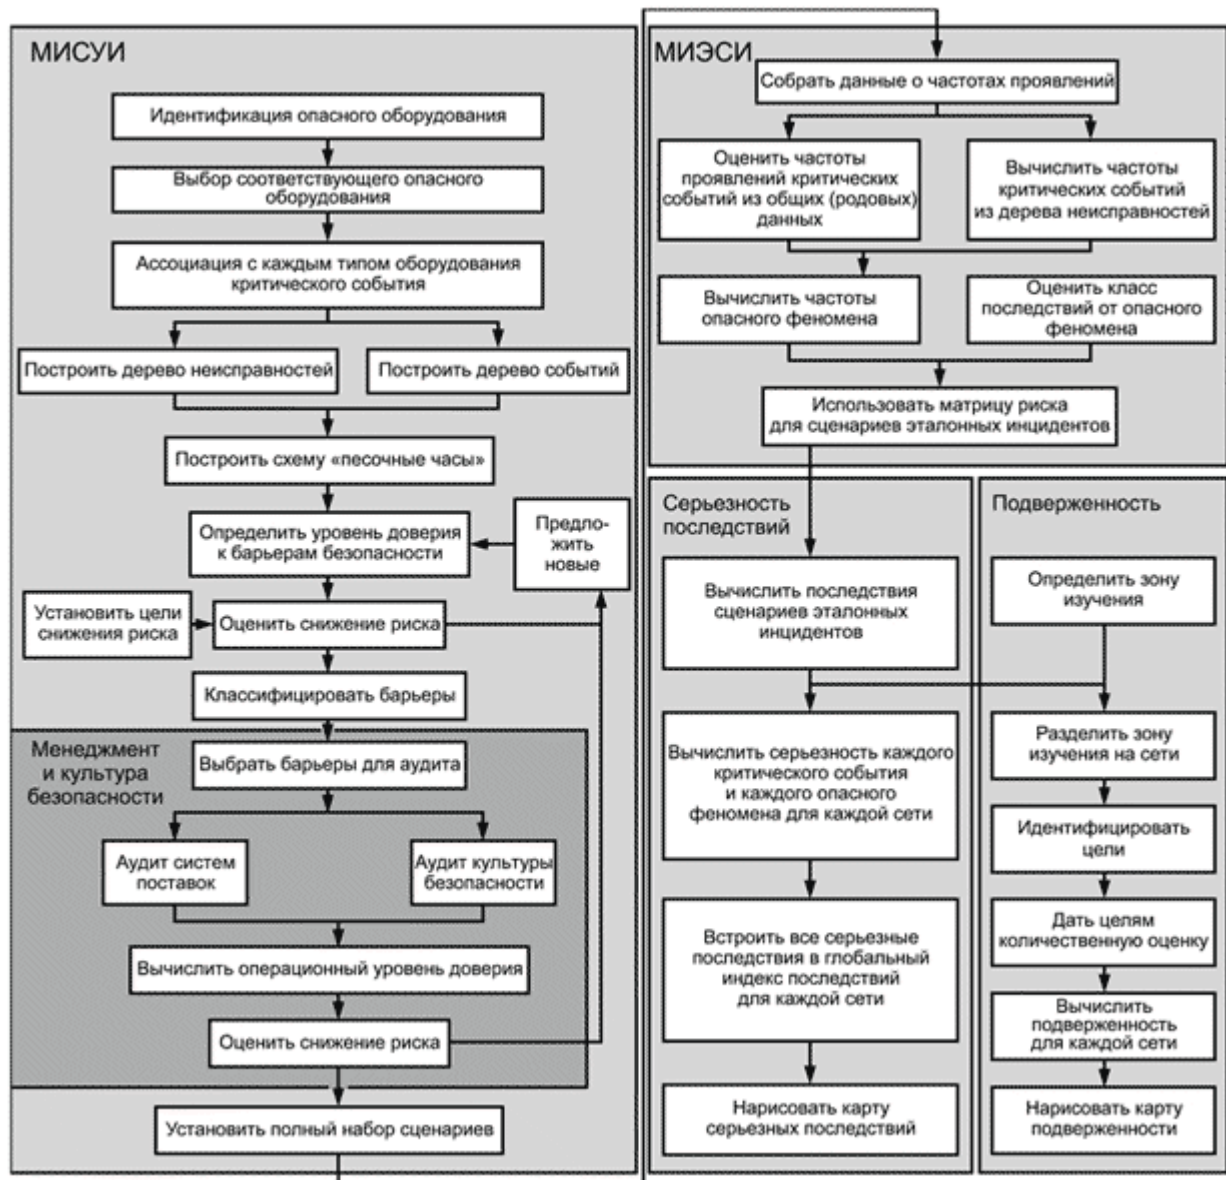 МИСУИ
Идентификация опасного оборудования
Выбор соответствующего опасного
оборудования
Ассоциация с каждым типом оборудования
критического события
Построить дерево неисправностей
Построить дерево событий
Построить схему «песочные часы»
Определить уровень доверия
к барьерам безопасности
Предло-
жить
новые
Установить цели
снижения риска
Оценить снижение риска
Классифицировать барьеры
Менеджмент
и культура
безопасности
Выбрать барьеры для аудита
Аудит систем
поставок
Аудит культуры
безопасности
Вычислить операционный уровень доверия
Оценить снижение риска
Установить полный набор сценариев
МИЭСИ
Собрать данные о частотах проявлений
Оценить частоты
проявлений критических
событий из общих (родовых)
данных
Вычислить частоты
критических событий
из дерева неисправностей
Вычислить частоты
опасного феномена
Оценить класс
последствий от опасного
феномена
Использовать матрицу риска
для сценариев эталонных инцидентов
Серьезность
последствий
Вычислить последствия
сценариев эталонных
инцидентов
Вычислить серьезность каждого
критического события
и каждого опасного
феномена для каждой сети
Встроить все серьезные
последствия в глобальный
индекс последствий
для каждой сети
Нарисовать карту
серьезных последствий
Подверженность
Определить зону
изучения
Разделить зону
изучения на сети
Идентифицировать
цели
Дать целям
количественную оценку
Вычислить
подверженность
для каждой сети
Нарисовать карту
подверженности